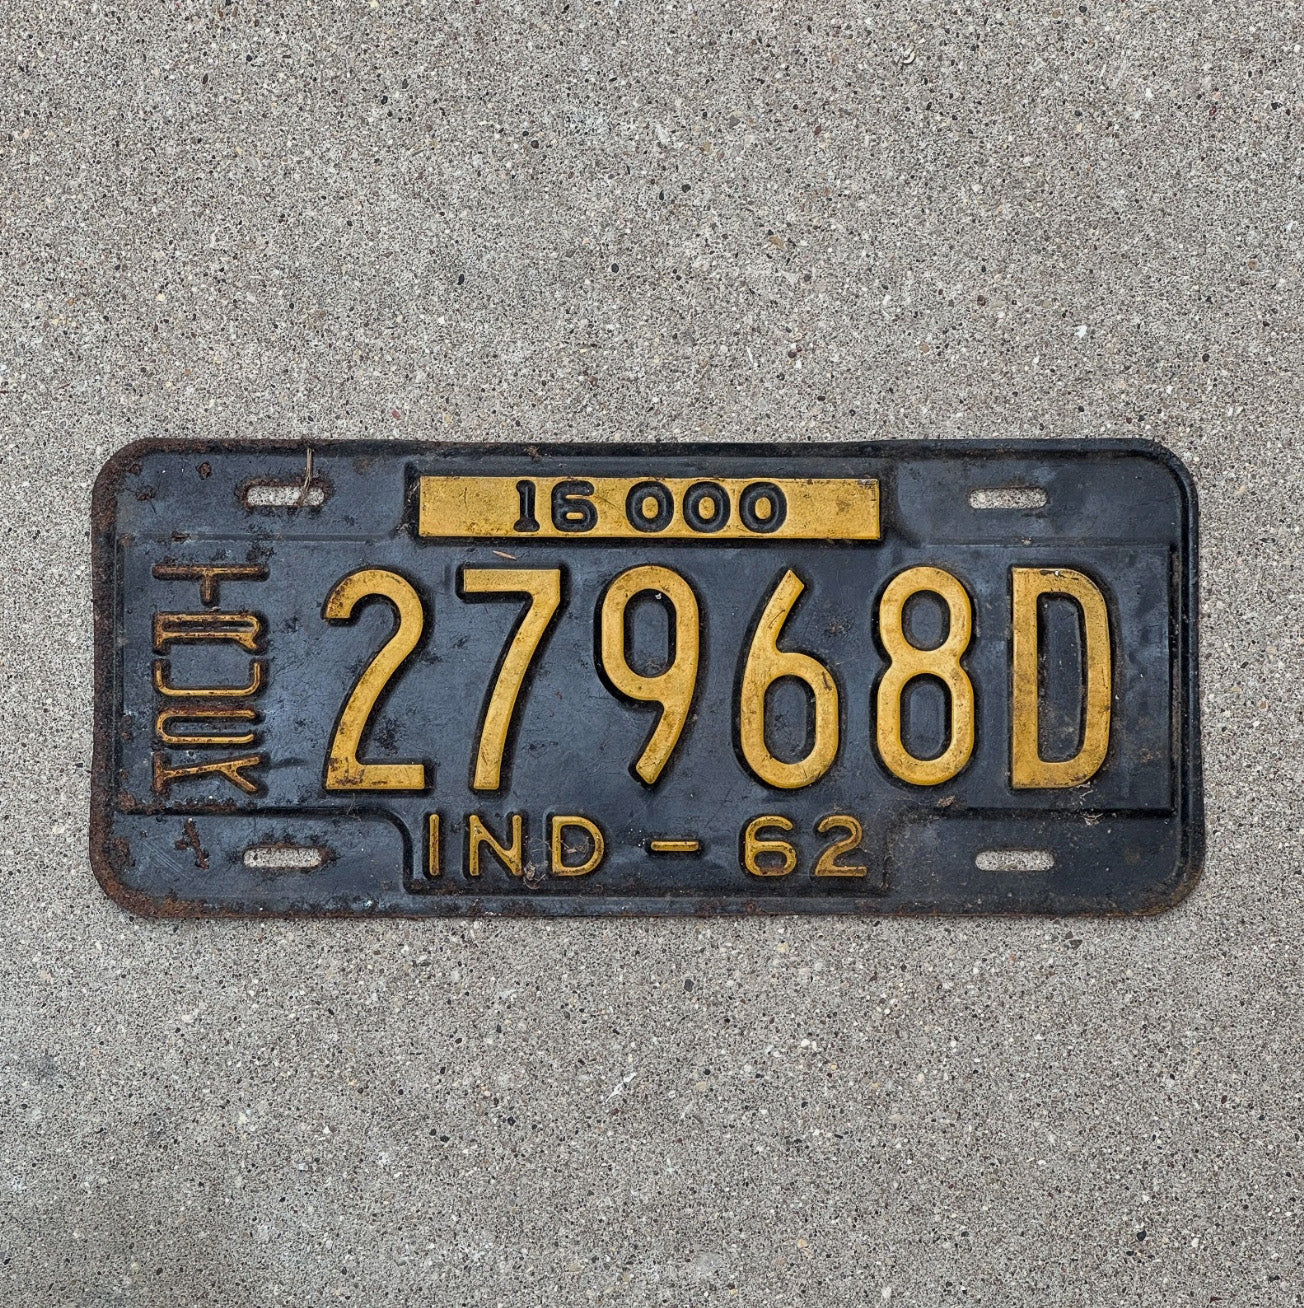 16 000
TRUCK
27968D
IND - 62